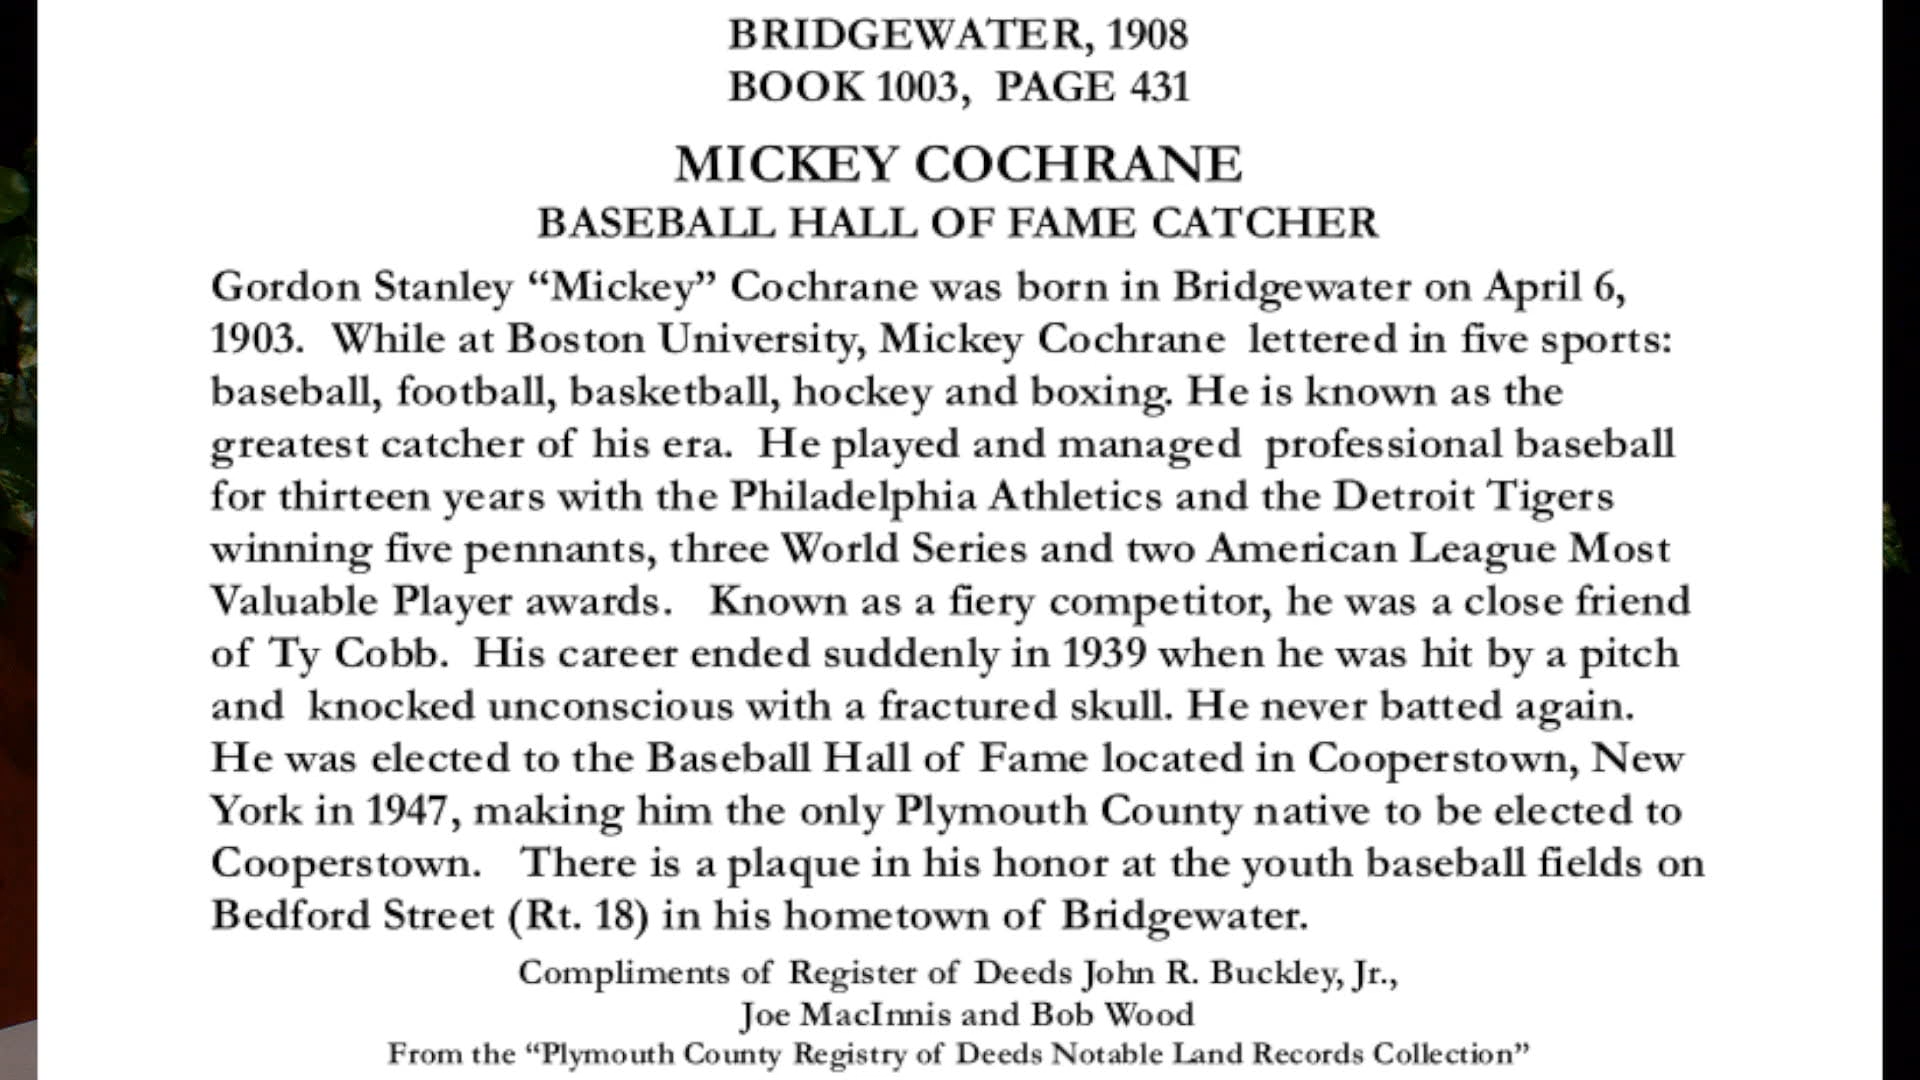 BRIDGEWATER, 1908
BOOK 1003, PAGE 431
MICKEY COCHRANE
BASEBALL HALL OF FAME CATCHER
Gordon Stanley “Mickey” Cochrane was born in Bridgewater on April 6,
1903. While at Boston University, Mickey Cochrane lettered in five sports:
baseball, football, basketball, hockey and boxing. He is known as the
greatest catcher of his era. He played and managed professional baseball
for thirteen years with the Philadelphia Athletics and the Detroit Tigers
winning five pennants, three World Series and two American League Most
Valuable Player awards. Known as a fiery competitor, he was a close friend
of Ty Cobb. His career ended suddenly in 1939 when he was hit by a pitch
and knocked unconscious with a fractured skull. He never batted again.
He was elected to the Baseball Hall of Fame located in Cooperstown, New
York in 1947, making him the only Plymouth County native to be elected to
Cooperstown. There is a plaque in his honor at the youth baseball fields on
Bedford Street (Rt. 18) in his hometown of Bridgewater.
Compliments of Register of Deeds John R. Buckley, Jr.,
Joe MacInnis and Bob Wood
From the “Plymouth County Registry of Deeds Notable Land Records Collection”